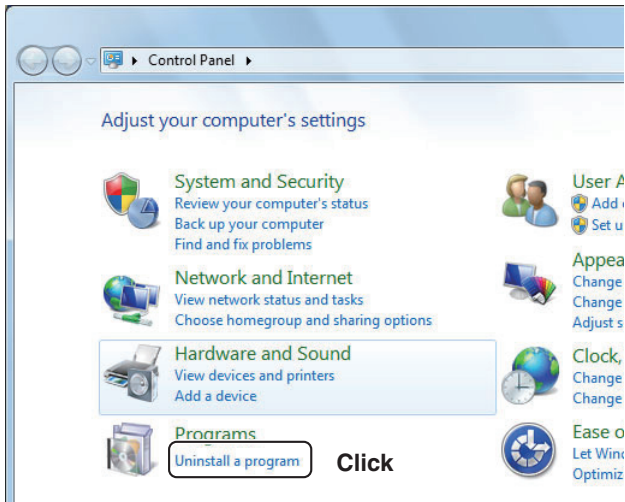 Control Panel
Adjust your computer's settings
System and Security
Review your computer's status
Back up your computer
Find and fix problems
Network and Internet
View network status and tasks
Choose homegroup and sharing options
Hardware and Sound
View devices and printers
Add a device
Programs
Uninstall a program
Click
User A
Add
Set u
Appea
Change
Change
Adjust s
Clock,
Change
Change
Ease o
Let Wind
Optimiz